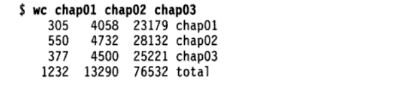 $ wc chap01 chap02 chap03
305 4058 23179 chap01
550 4732 28132 chap02
377 4500 25221 chap03
1232 13290 76532 total